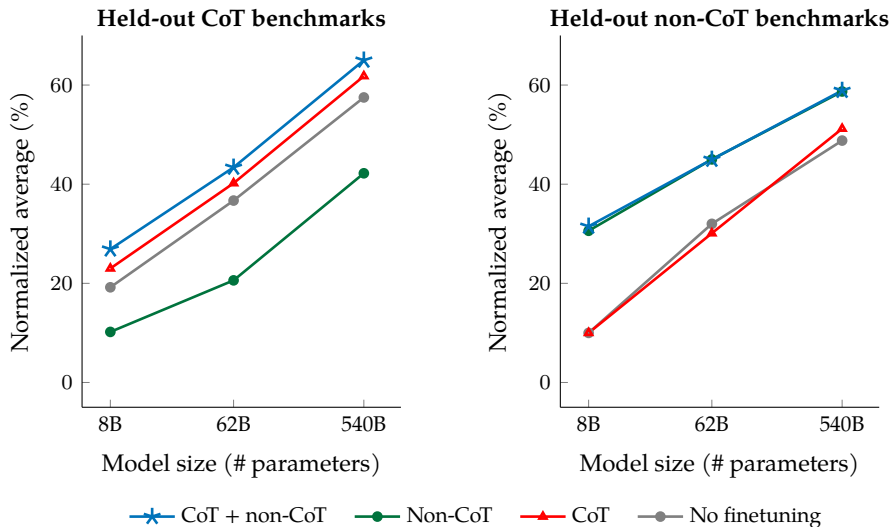 Held-out CoT benchmarks
Normalized average (%)
60
40
20
0
8B 62B 540B
Model size (# parameters)
Held-out non-CoT benchmarks
Normalized average (%)
60
40
20
0
8B 62B 540B
Model size (# parameters)
CoT + non-CoT Non-CoT CoT No finetuning